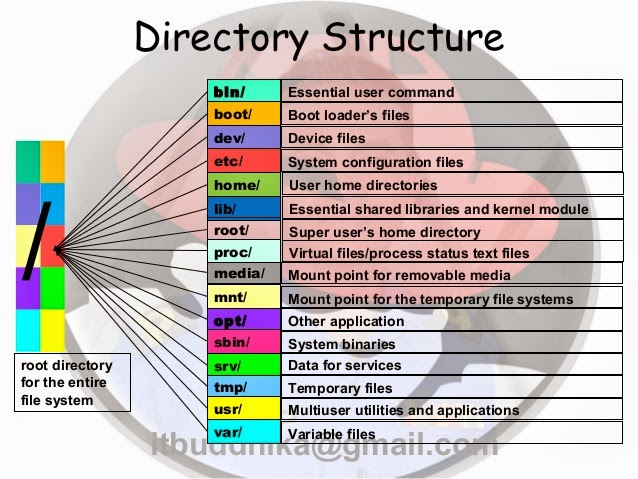 Directory Structure
bin/ Essential user command
boot/ Boot loader’s files
dev/ Device files
etc/ System configuration files
home/ User home directories
lib/ Essential shared libraries and kernel module
root/ Super user’s home directory
proc/ Virtual files/process status text files
media/ Mount point for removable media
mnt/ Mount point for the temporary file systems
opt/ Other application
sbin/ System binaries
srv/ Data for services
tmp/ Temporary files
usr/ Multiuser utilities and applications
var/ Variable files
/
root directory
for the entire
file system
itbuddhika@gmail.com